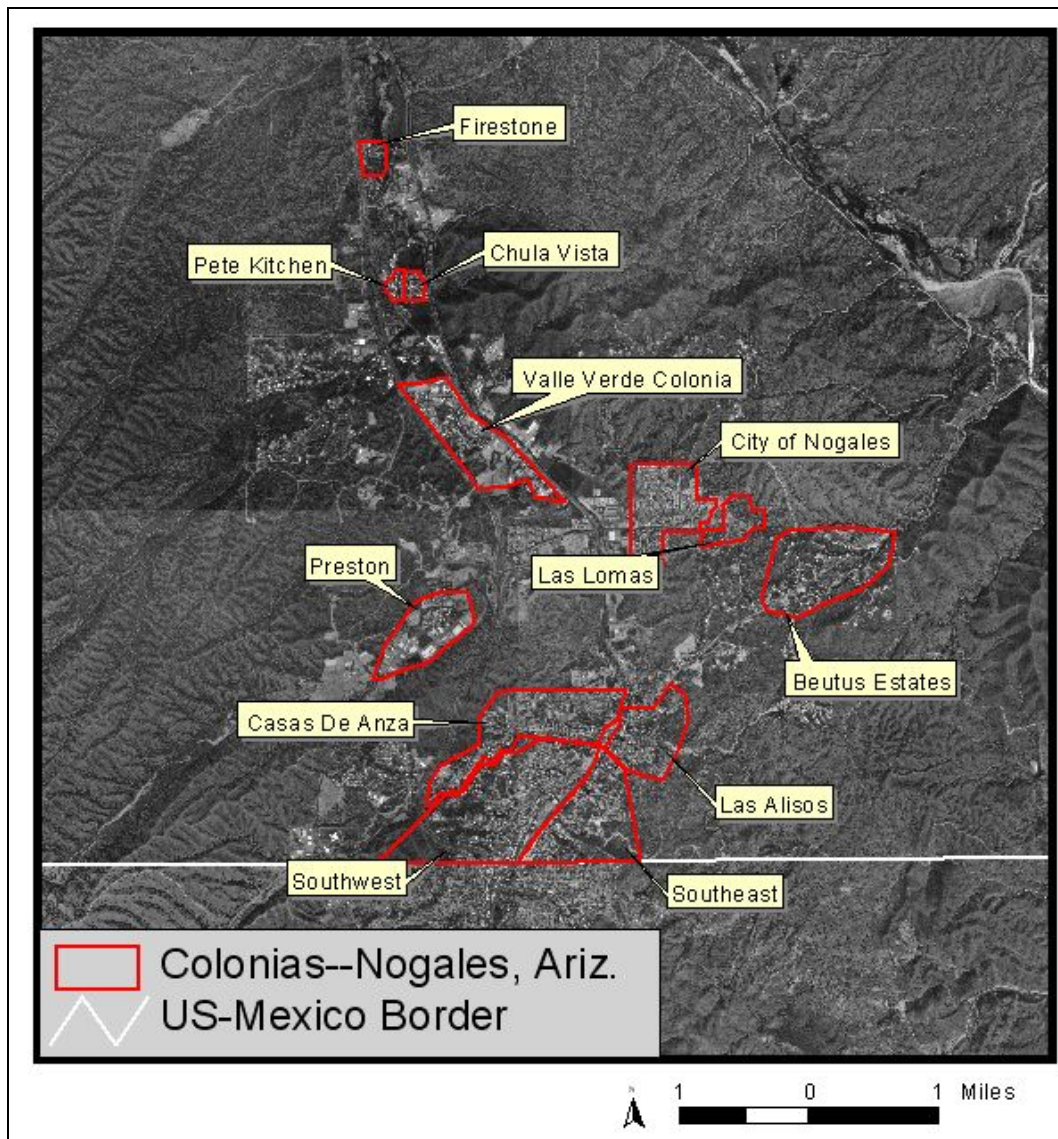 Firestone
Pete Kitchen
Chula Vista
Valle Verde Colonia
City of Nogales
Las Lomas
Preston
Beutus Estates
Casas De Anza
Las Alisos
Southwest
Southeast
Colonias--Nogales, Ariz.
US-Mexico Border
N
1 0 1 Miles